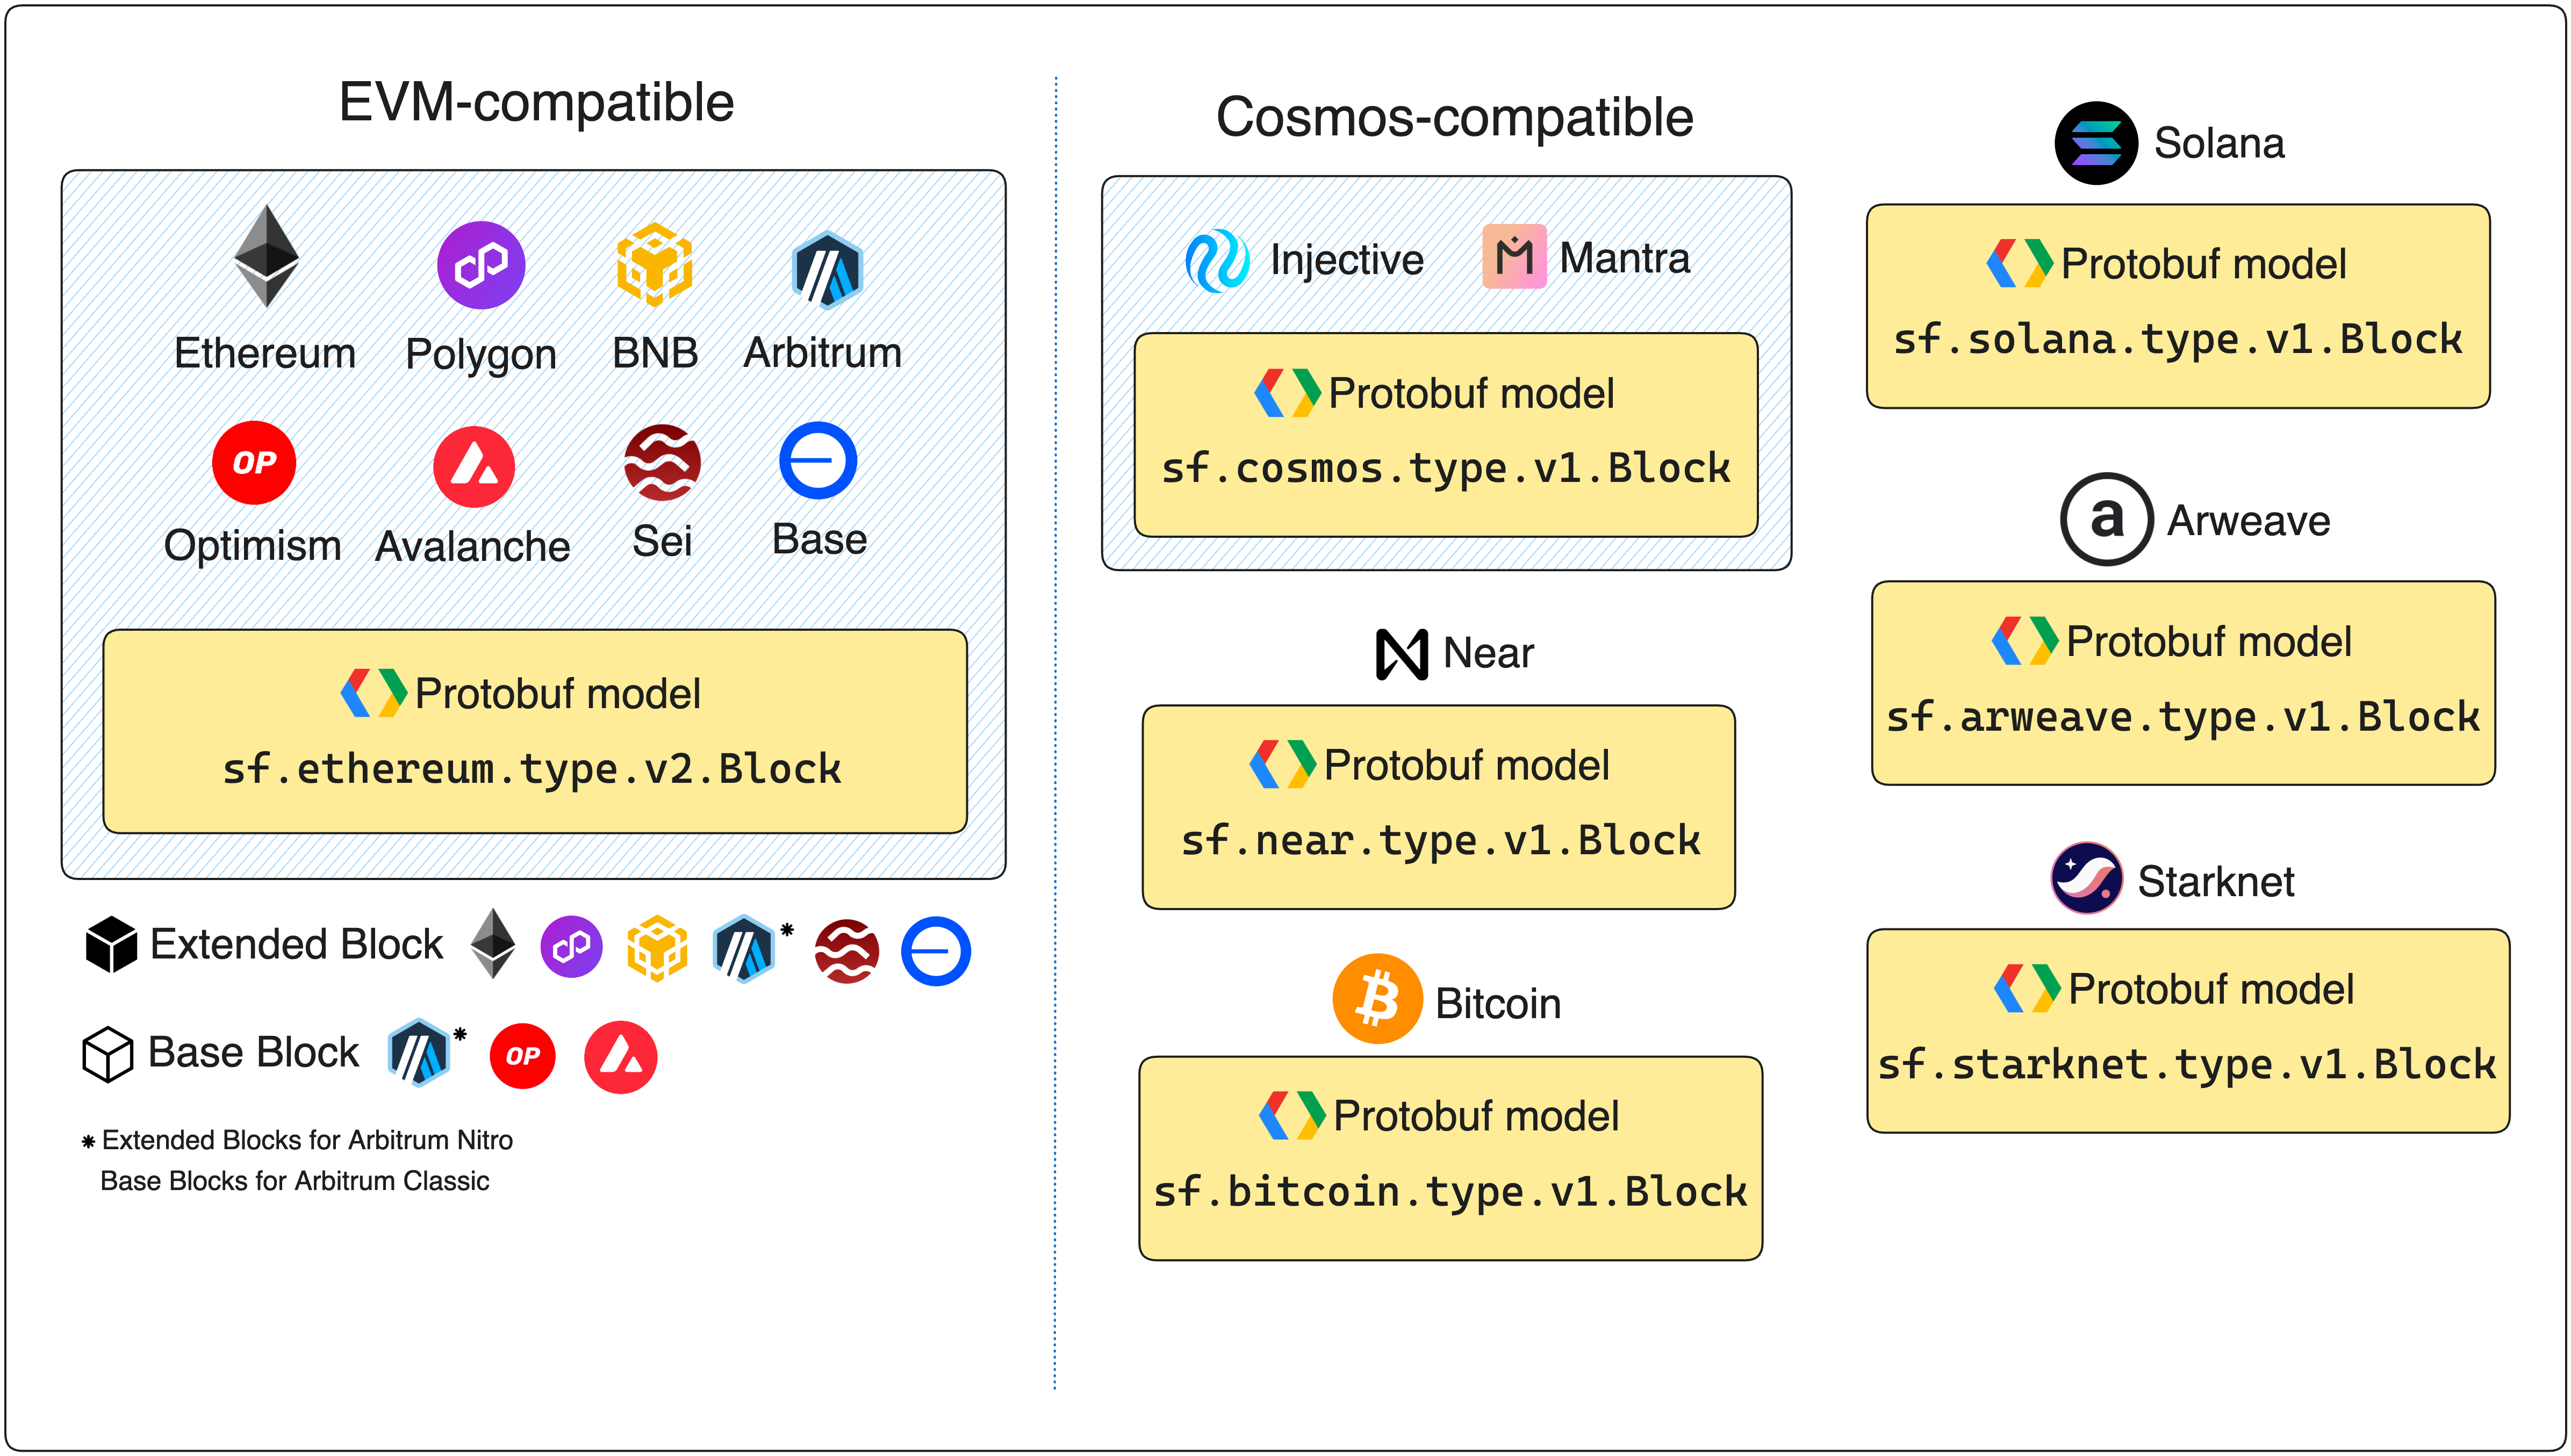 EVM-compatible
Ethereum
Polygon
BNB
Arbitrum
OP
Optimism
Avalanche
Sei
Base
Protobuf model
sf.ethereum.type.v2.Block
Extended Block
*
Base Block
*
OP
* Extended Blocks for Arbitrum Nitro
Base Blocks for Arbitrum Classic
Cosmos-compatible
Injective
Mantra
Protobuf model
sf.cosmos.type.v1.Block
Near
Protobuf model
sf.near.type.v1.Block
Bitcoin
Protobuf model
sf.bitcoin.type.v1.Block
Solana
Protobuf model
sf.solana.type.v1.Block
a
Arweave
Protobuf model
sf.arweave.type.v1.Block
Starknet
Protobuf model
sf.starknet.type.v1.Block